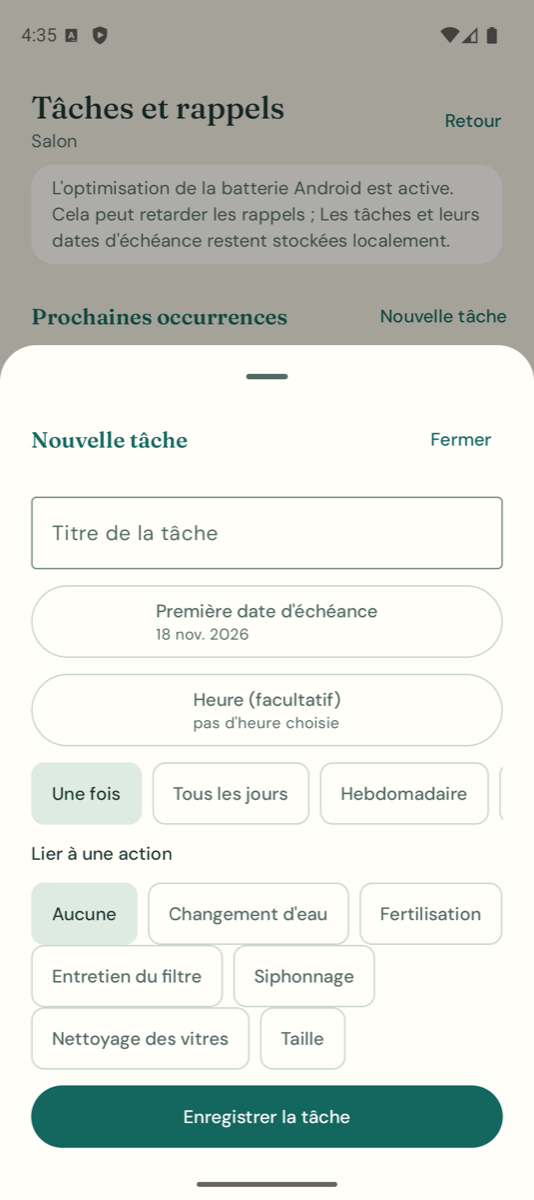 4:35
Tâches et rappels
Retour
Salon
L'optimisation de la batterie Android est active.
Cela peut retarder les rappels ; Les tâches et leurs
dates d'échéance restent stockées localement.
Prochaines occurrences
Nouvelle tâche
Nouvelle tâche
Fermer
Titre de la tâche
Première date d'échéance
18 nov. 2026
Heure (facultatif)
pas d'heure choisie
Une fois
Tous les jours
Hebdomadaire
Lier à une action
Aucune
Changement d'eau
Fertilisation
Entretien du filtre
Siphonnage
Nettoyage des vitres
Taille
Enregistrer la tâche